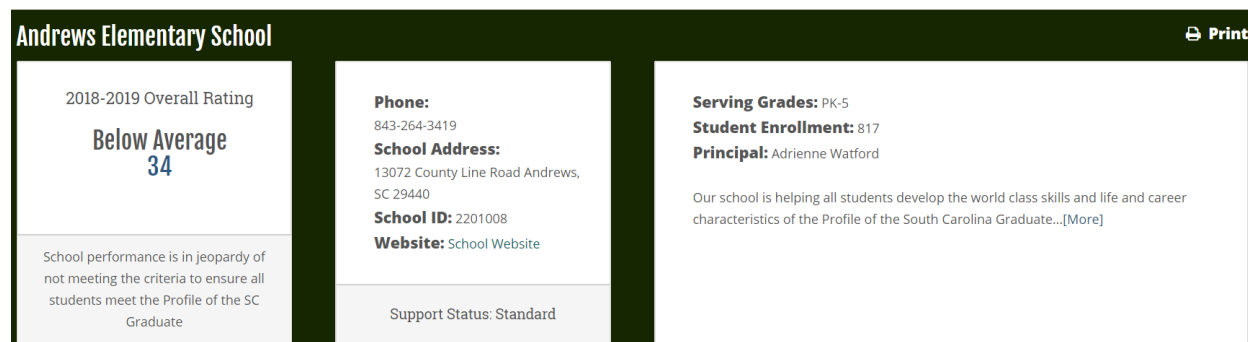 Andrews Elementary School
Print
2018-2019 Overall Rating
Below Average
34
School performance is in jeopardy of
not meeting the criteria to ensure all
students meet the Profile of the SC
Graduate
Phone:
843-264-3419
School Address:
13072 County Line Road Andrews,
SC 29440
School ID: 2201008
Website: School Website
Support Status: Standard
Serving Grades: PK-5
Student Enrollment: 817
Principal: Adrienne Watford
Our school is helping all students develop the world class skills and life and career
characteristics of the Profile of the South Carolina Graduate...[More]